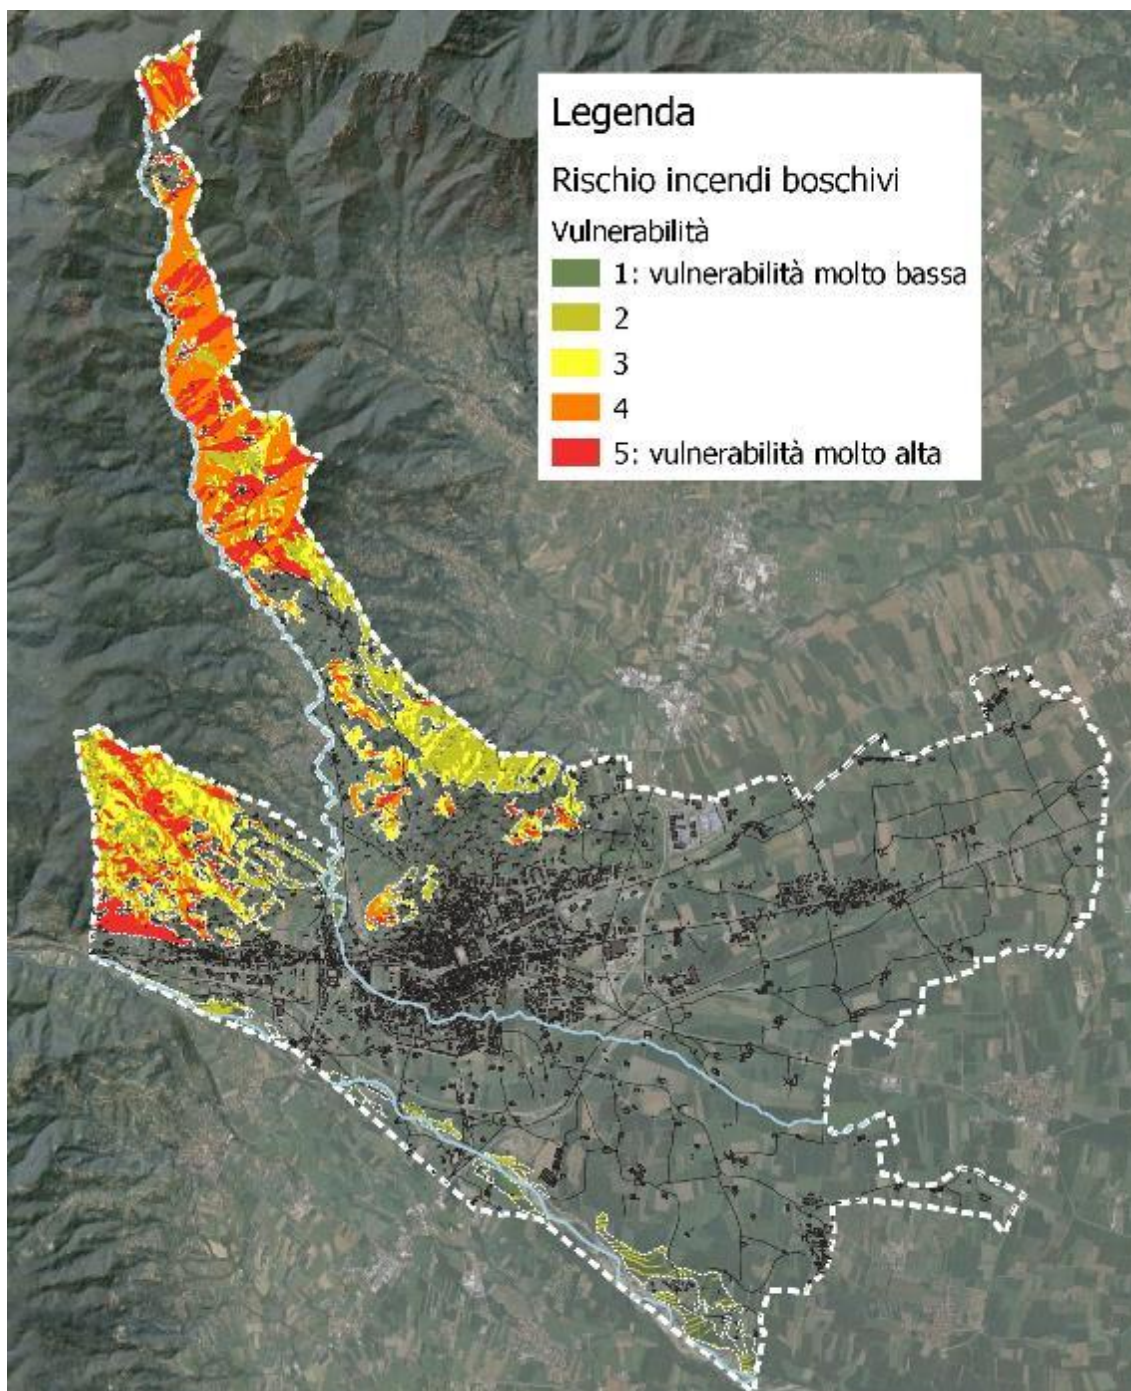 Legenda
Rischio incendi boschivi
Vulnerabilità
1: vulnerabilità molto bassa
2
3
4
5: vulnerabilità molto alta